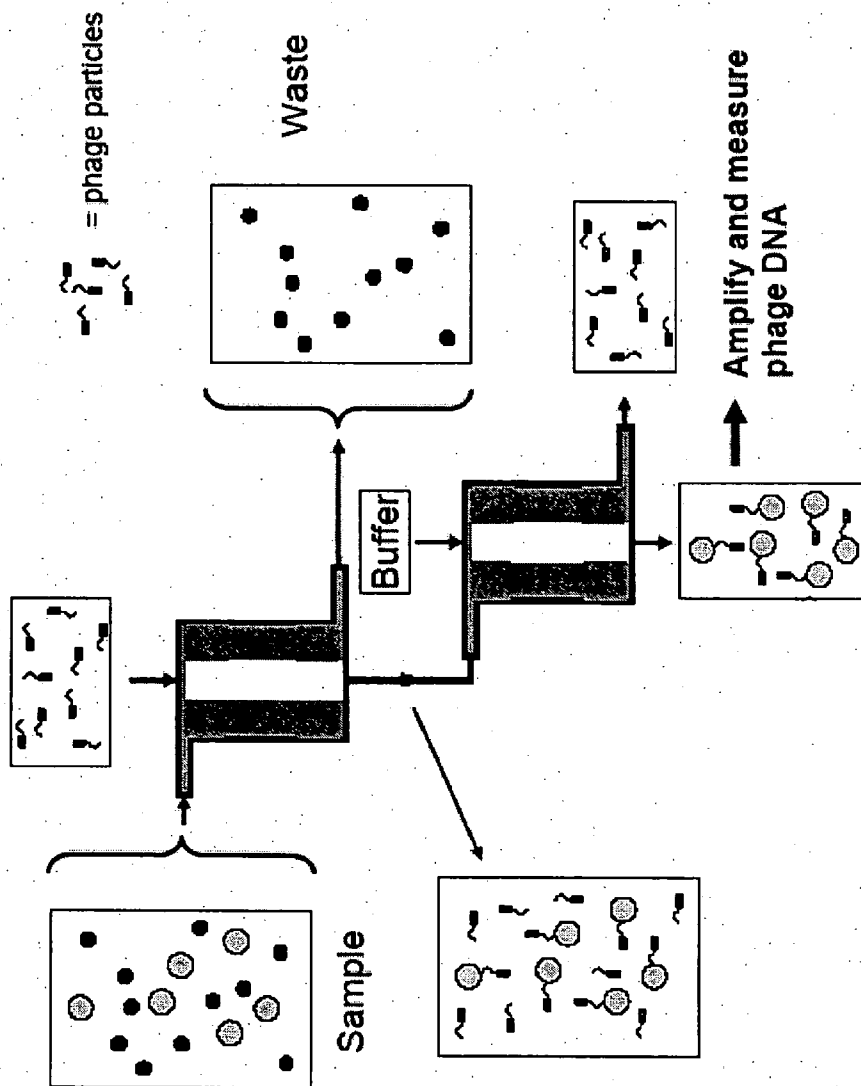 = phage particles
Waste
Buffer
Sample
Amplify and measure
phage DNA